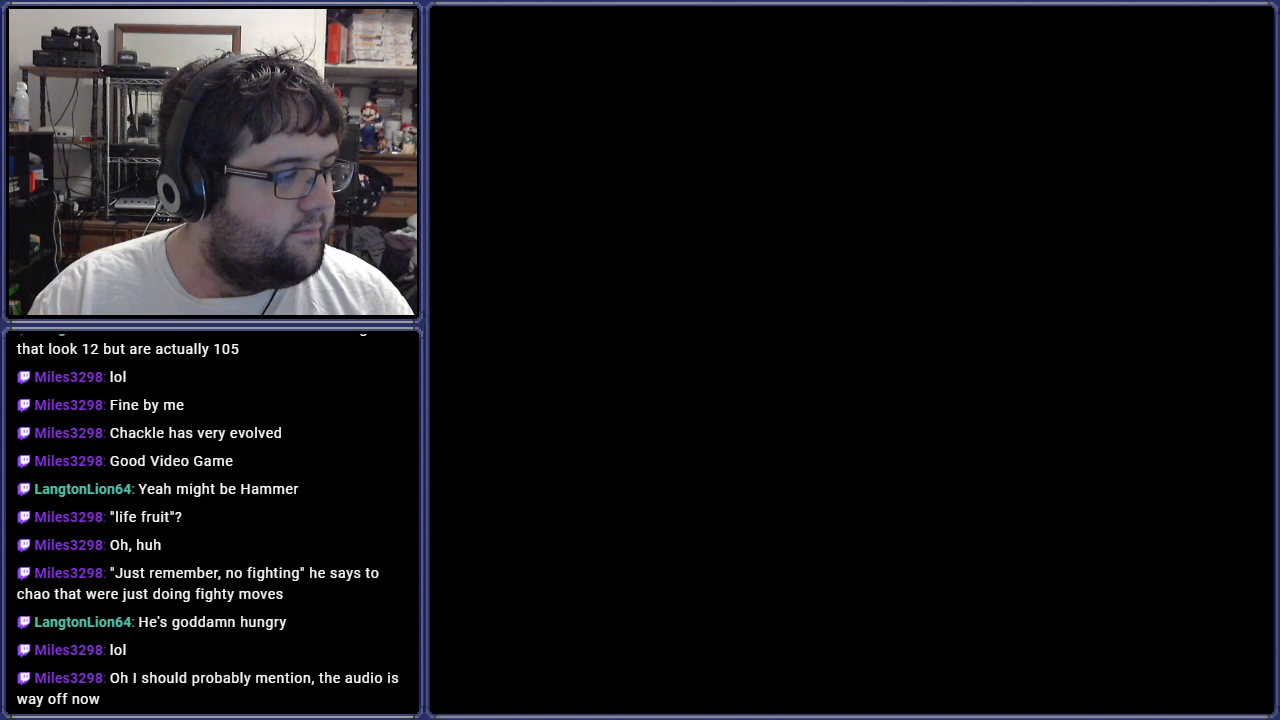 that look 12 but are actually 105
Miles3298: lol
Miles3298: Fine by me
Miles3298: Chackle has very evolved
Miles3298: Good Video Game
LangtonLion64: Yeah might be Hammer
Miles3298: "life fruit"?
Miles3298: Oh, huh
Miles3298: "Just remember, no fighting" he says to
chao that were just doing fighty moves
LangtonLion64: He's goddamn hungry
Miles3298: lol
Miles3298: Oh I should probably mention, the audio is
way off now